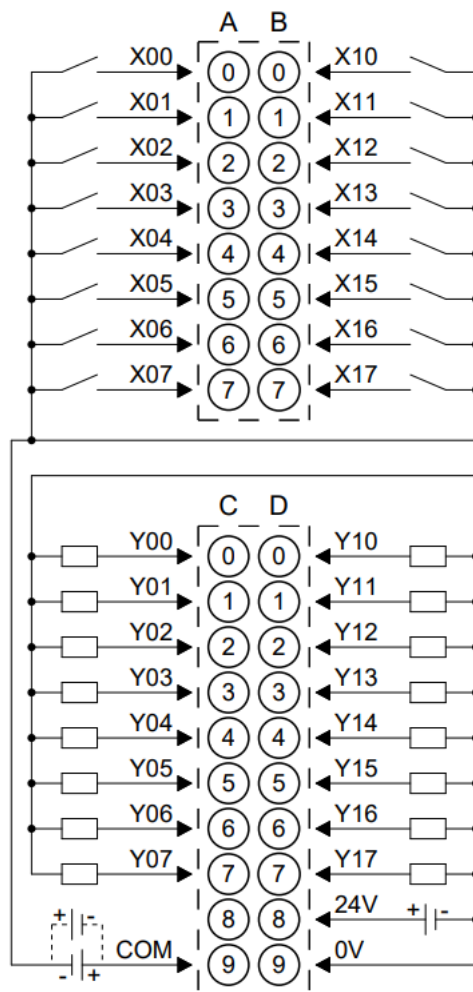 A B
X00 0 0 X10
X01 1 1 X11
X02 2 2 X12
X03 3 3 X13
X04 4 4 X14
X05 5 5 X15
X06 6 6 X16
X07 7 7 X17
C D
Y00 0 0 Y10
Y01 1 1 Y11
Y02 2 2 Y12
Y03 3 3 Y13
Y04 4 4 Y14
Y05 5 5 Y15
Y06 6 6 Y16
Y07 7 7 Y17
+ - 8 8 24V + -
- + COM 9 9 0V